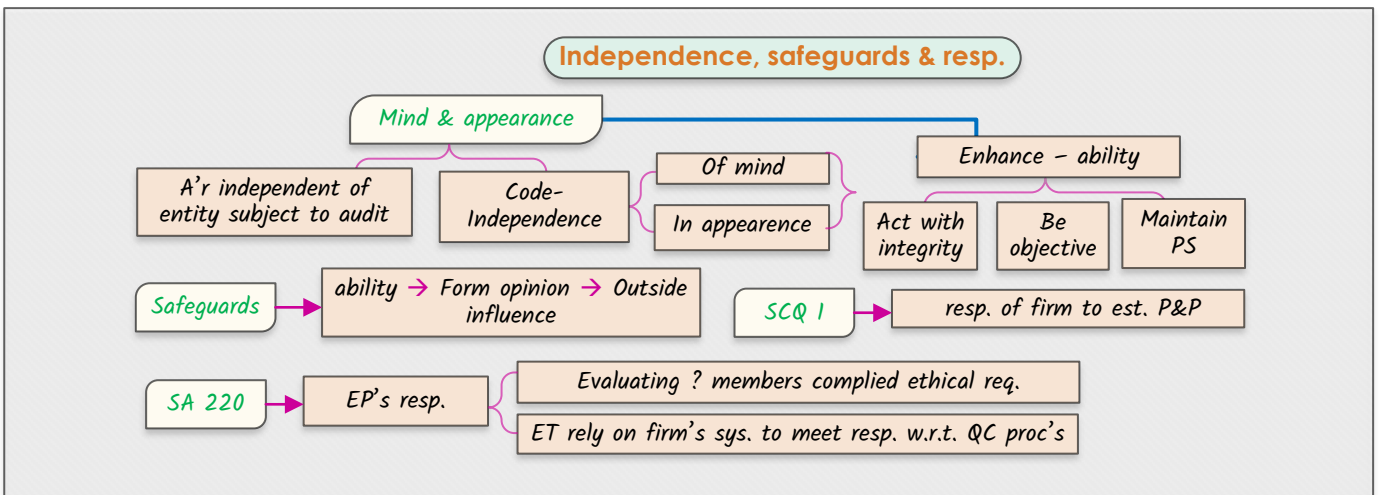 Independence, safeguards & resp.
Mind & appearance
Enhance – ability
A'r independent of
entity subject to audit
Code-
Independence
Of mind
In appearence
Act with
integrity
Be
objective
Maintain
PS
Safeguards
ability → Form opinion → Outside
influence
SCQ 1
resp. of firm to est. P&P
SA 220
EP's resp.
Evaluating ? members complied ethical req.
ET rely on firm's sys. to meet resp. w.r.t. QC proc's